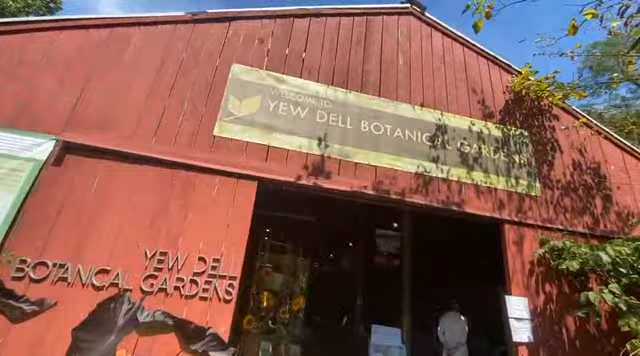 WELCOME TO
YEW DELL BOTANICAL GARDENS
YEW DELL
BOTANICAL GARDENS